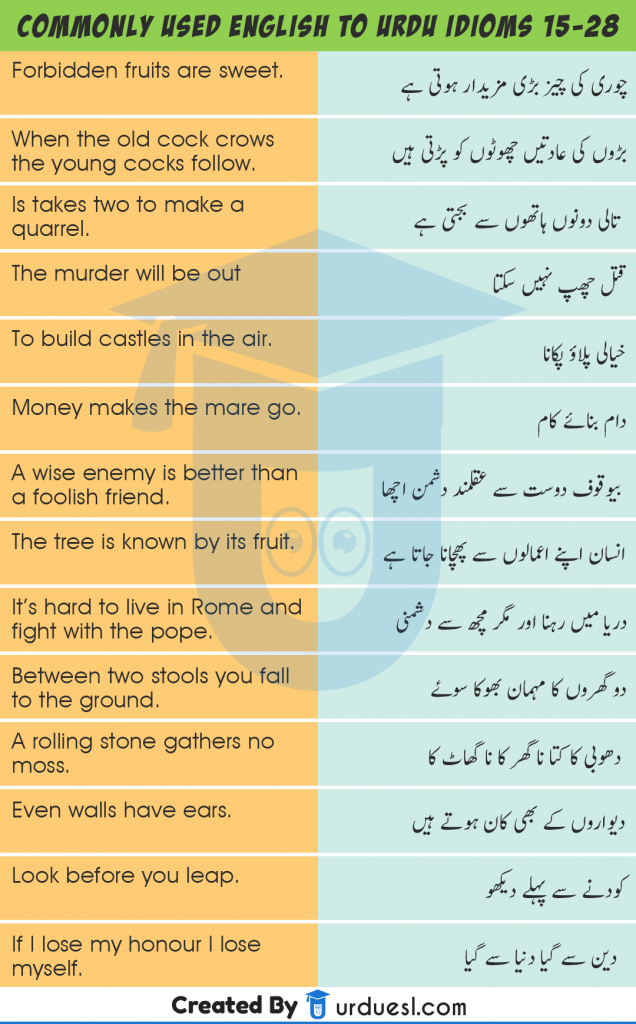 COMMONLY USED ENGLISH TO URDU IDIOMS 15-28
Forbidden fruits are sweet.
چوری کی چیز بڑی مزیدار ہوتی ہے
When the old cock crows
the young cocks follow.
بڑوں کی عادتیں چھوٹوں کو پڑتی ہیں
Is takes two to make a
quarrel.
تالی دونوں ہاتھوں سے بجتی ہے
The murder will be out
قتل چھپ نہیں سکتا
To build castles in the air.
خیالی پلاؤ پکانا
Money makes the mare go.
دام بنائے کام
A wise enemy is better than
a foolish friend.
بیوقوف دوست سے عقلمند دشمن اچھا
The tree is known by its fruit.
انسان اپنے اعمالوں سے پہچانا جاتا ہے
It's hard to live in Rome and
fight with the pope.
دریا میں رہنا اور مگر مچھ سے دشمنی
Between two stools you fall
to the ground.
دو گھروں کا مہمان بھوکا سوئے
A rolling stone gathers no
moss.
دھوبی کا کتا نا گھر کا نا گھاٹ کا
Even walls have ears.
دیواروں کے بھی کان ہوتے ہیں
Look before you leap.
کودنے سے پہلے دیکھو
If I lose my honour I lose
myself.
دین سے گیا دنیا سے گیا
Created By urduesl.com